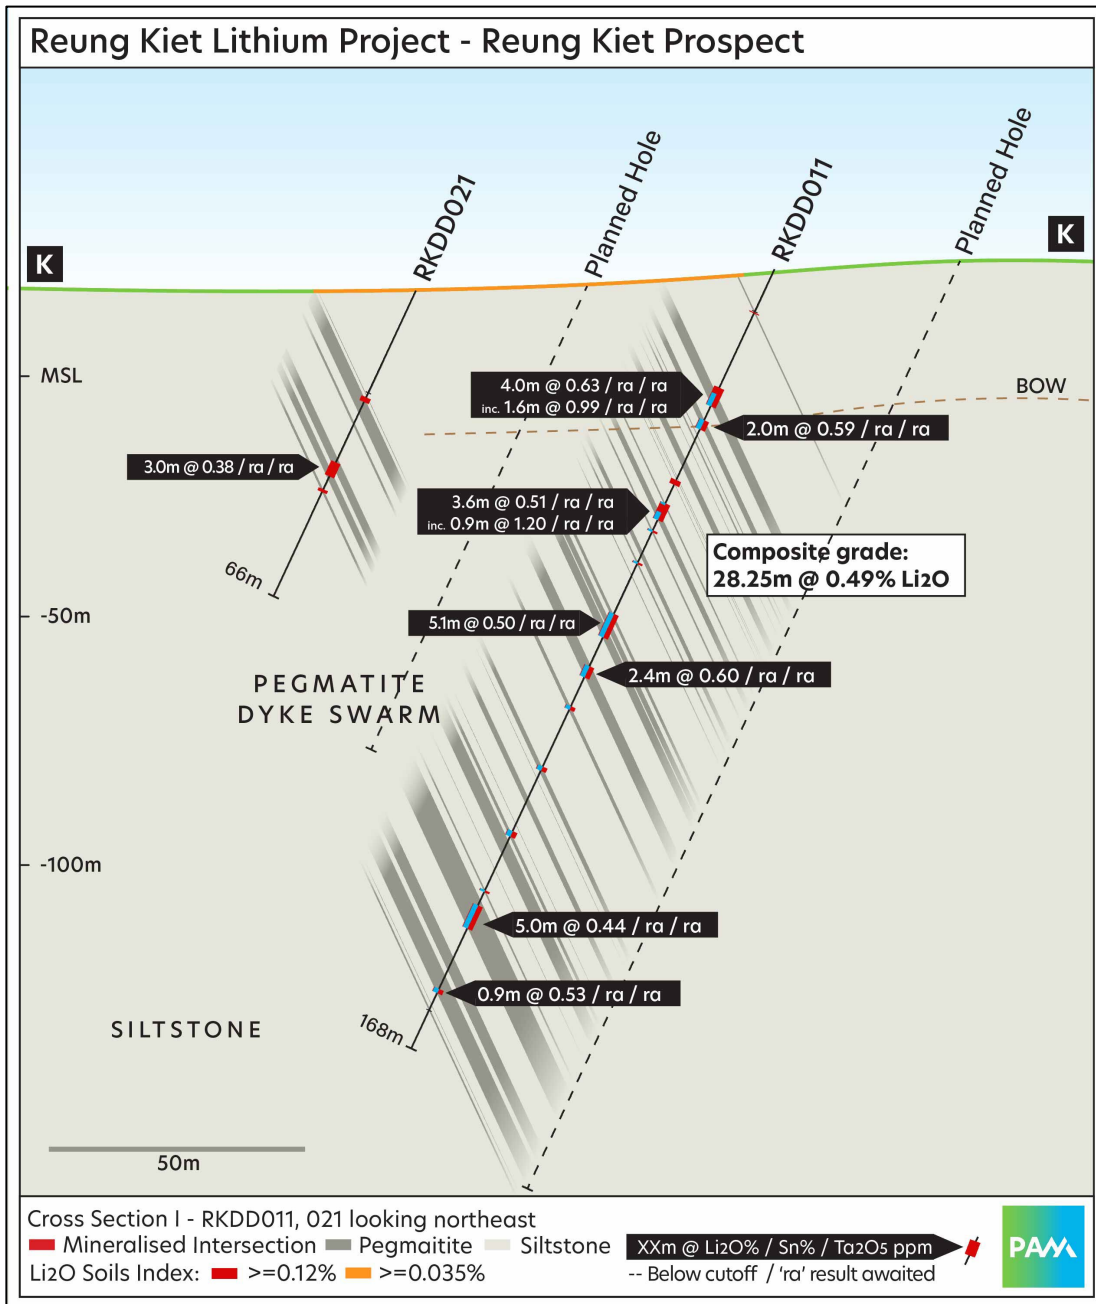 Reung Kiet Lithium Project - Reung Kiet Prospect
K
RKDD021
Planned Hole
RKDD011
Planned Hole
K
MSL
BOW
4.0m @ 0.63 / ra / ra
inc. 1.6m @ 0.99 / ra / ra
2.0m @ 0.59 / ra / ra
3.0m @ 0.38 / ra / ra
3.6m @ 0.51 / ra / ra
inc. 0.9m @ 1.20 / ra / ra
Composite grade:
28.25m @ 0.49% Li2O
66m
-50m
5.1m @ 0.50 / ra / ra
2.4m @ 0.60 / ra / ra
PEGMATITE
DYKE SWARM
-100m
5.0m @ 0.44 / ra / ra
0.9m @ 0.53 / ra / ra
168m
SILTSTONE
50m
Cross Section I - RKDD011, 021 looking northeast
Mineralised Intersection Pegmaitite Siltstone
Li2O Soils Index: >=0.12% >=0.035%
XXm @ Li2O% / Sn% / Ta2O5 ppm
-- Below cutoff / 'ra' result awaited
PAM